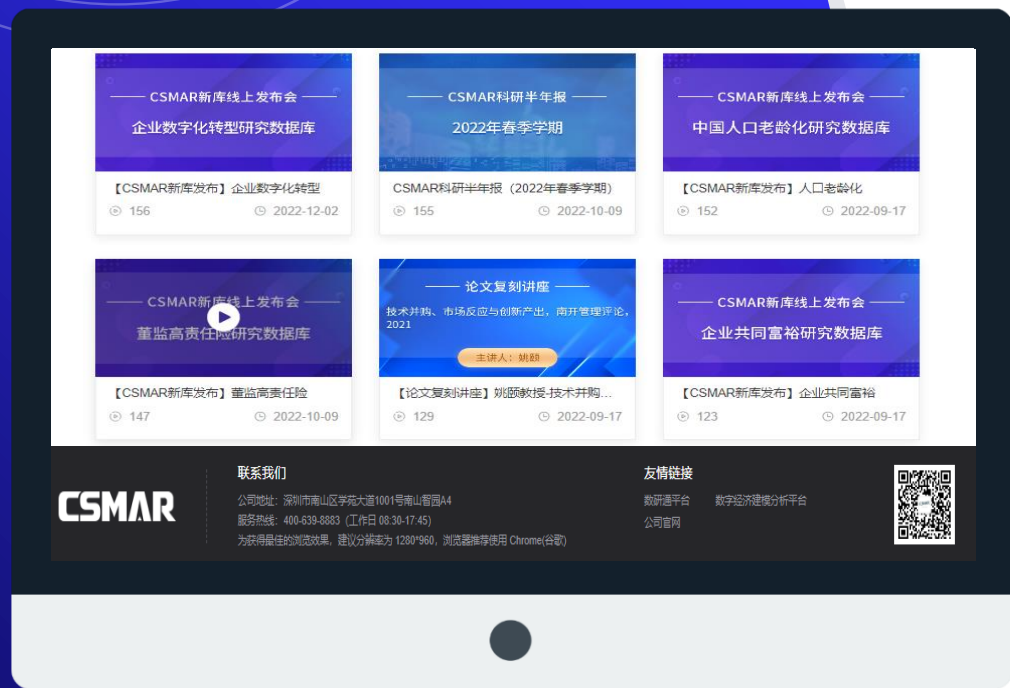 CSMAR新库线上发布会
企业数字化转型研究数据库
【CSMAR新库发布】企业数字化转型
156
2022-12-02
CSMAR科研半年报
2022年春季学期
CSMAR科研半年报（2022年春季学期）
155
2022-10-09
CSMAR新库线上发布会
中国人口老龄化研究数据库
【CSMAR新库发布】人口老龄化
152
2022-09-17
CSMAR新库线上发布会
董监高责任险研究数据库
【CSMAR新库发布】董监高责任险
147
2022-10-09
论文复刻讲座
技术并购、市场反应与创新产出，南开管理评论，
2021
主讲人：姚颐
【论文复刻讲座】姚颐教授-技术并购...
129
2022-09-17
CSMAR新库线上发布会
企业共同富裕研究数据库
【CSMAR新库发布】企业共同富裕
123
2022-09-17
CSMAR
联系我们
公司地址：深圳市南山区学苑大道1001号南山智园A4
服务热线：400-639-8883（工作日 08:30-17:45）
为获得最佳的浏览效果，建议分辨率为 1280*960，浏览器推荐使用 Chrome(谷歌)
友情链接
数研通平台 数字经济建模分析平台
公司官网